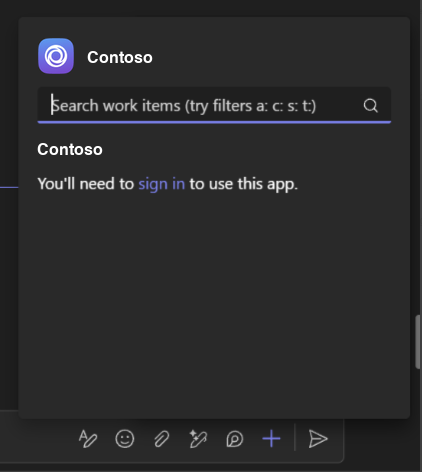 Contoso
Search work items (try filters a: c: s: t:)
Contoso
You'll need to sign in to use this app.